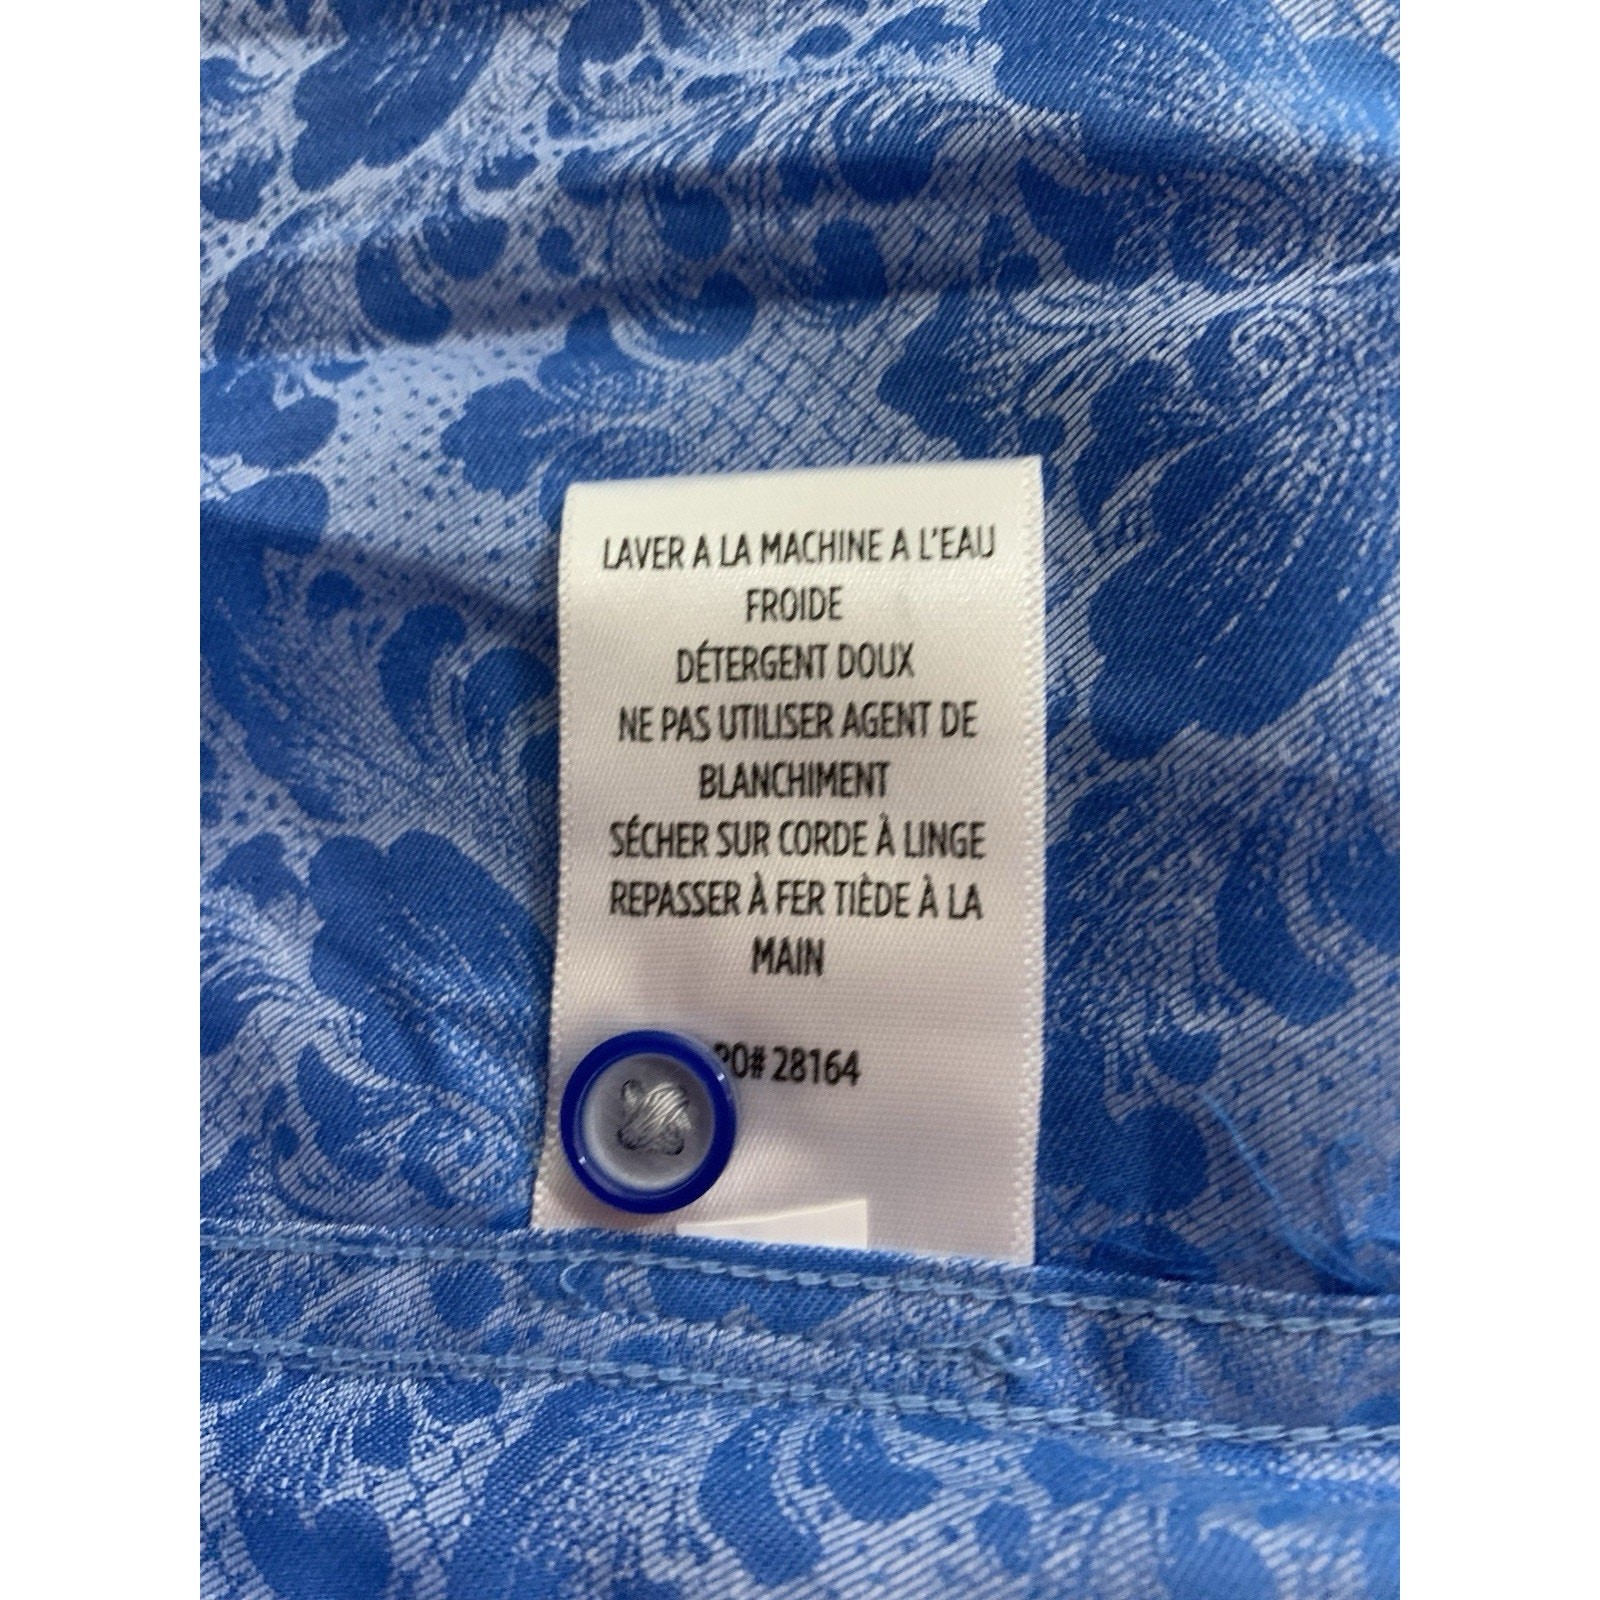 LAVER A LA MACHINE A L'EAU
FROIDE
DÉTERGENT DOUX
NE PAS UTILISER AGENT DE
BLANCHIMENT
SÉCHER SUR CORDE À LINGE
REPASSER À FER TIÈDE À LA
MAIN
PO# 28164